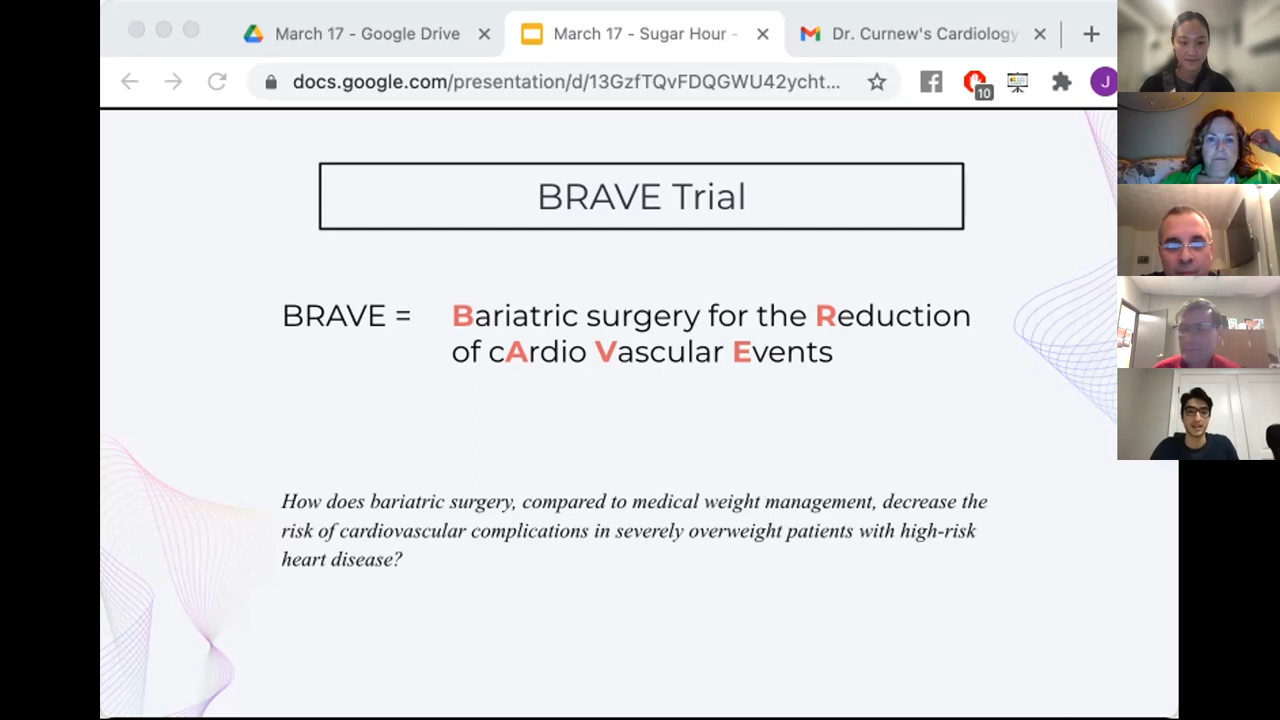 March 17 - Google Drive
March 17 - Sugar Hour -
Dr. Curnew's Cardiology
docs.google.com/presentation/d/13GzfTQvFDQGWU42ycht...
10
J
BRAVE Trial
BRAVE = Bariatric surgery for the Reduction
of cArdio Vascular Events
How does bariatric surgery, compared to medical weight management, decrease the
risk of cardiovascular complications in severely overweight patients with high-risk
heart disease?